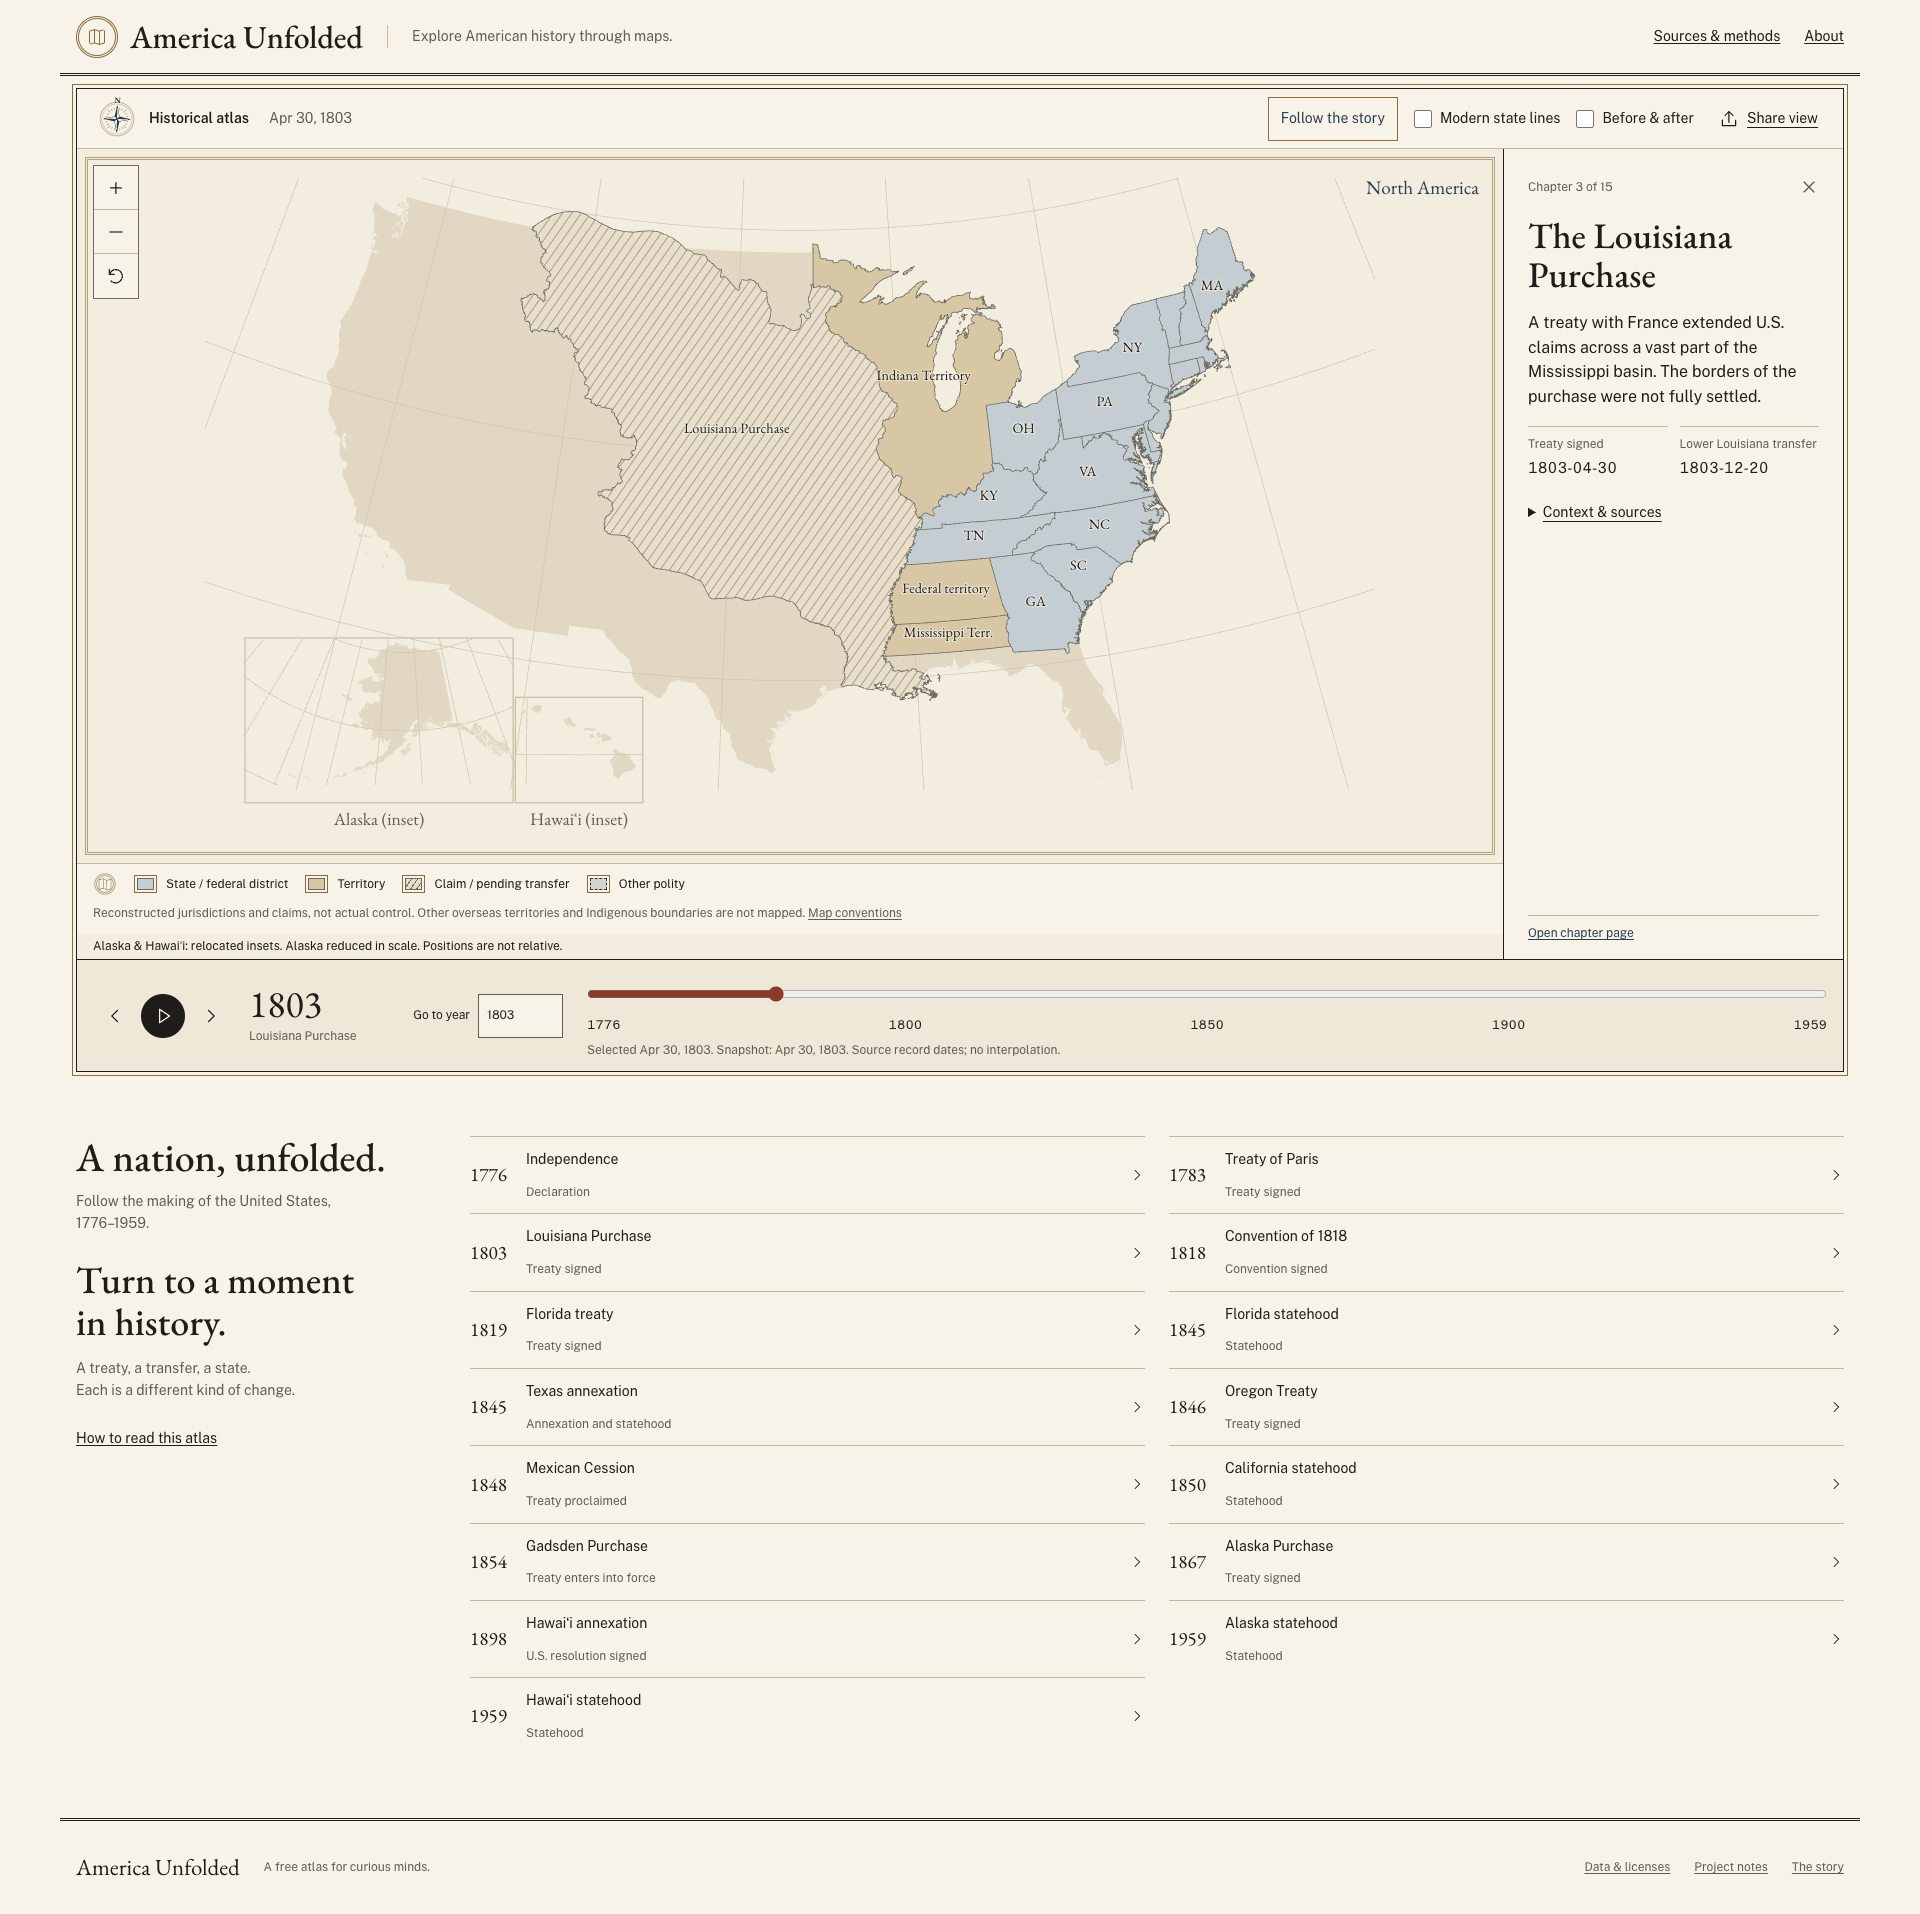 America Unfolded
Explore American history through maps.
Sources & methods
About
N
Historical atlas
Apr 30, 1803
Follow the story
Modern state lines
Before & after
Share view
North America
MA
NY
Indiana Territory
PA
OH
Louisiana Purchase
VA
KY
NC
TN
SC
Federal territory
GA
Mississippi Terr.
Alaska (inset)
Hawaiʻi (inset)
Chapter 3 of 15
The Louisiana
Purchase
A treaty with France extended U.S.
claims across a vast part of the
Mississippi basin. The borders of the
purchase were not fully settled.
Treaty signed
1803-04-30
Lower Louisiana transfer
1803-12-20
Context & sources
Open chapter page
State / federal district
Territory
Claim / pending transfer
Other polity
Reconstructed jurisdictions and claims, not actual control. Other overseas territories and Indigenous boundaries are not mapped. Map conventions
Alaska & Hawaiʻi: relocated insets. Alaska reduced in scale. Positions are not relative.
1803
Louisiana Purchase
Go to year
1803
1776
1800
1850
1900
1959
Selected Apr 30, 1803. Snapshot: Apr 30, 1803. Source record dates; no interpolation.
A nation, unfolded.
Follow the making of the United States,
1776–1959.
Turn to a moment
in history.
A treaty, a transfer, a state.
Each is a different kind of change.
How to read this atlas
1776
Independence
Declaration
1783
Treaty of Paris
Treaty signed
1803
Louisiana Purchase
Treaty signed
1818
Convention of 1818
Convention signed
1819
Florida treaty
Treaty signed
1845
Florida statehood
Statehood
1845
Texas annexation
Annexation and statehood
1846
Oregon Treaty
Treaty signed
1848
Mexican Cession
Treaty proclaimed
1850
California statehood
Statehood
1854
Gadsden Purchase
Treaty enters into force
1867
Alaska Purchase
Treaty signed
1898
Hawaiʻi annexation
U.S. resolution signed
1959
Alaska statehood
Statehood
1959
Hawaiʻi statehood
Statehood
America Unfolded
A free atlas for curious minds.
Data & licenses
Project notes
The story